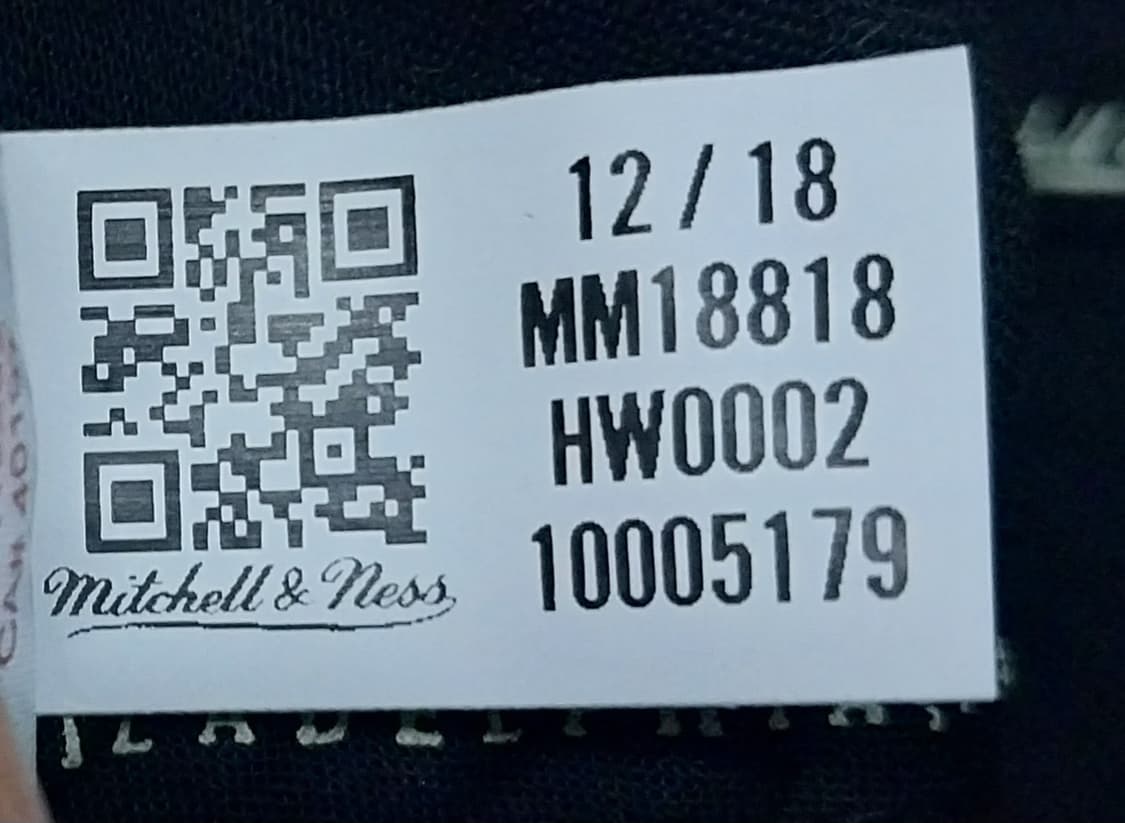 12/18
MM18818
HW0002
10005179
Mitchell & Ness